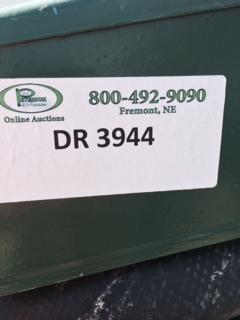 Peterson
800-492-9090
Online Auctions
Fremont, NE
DR 3944